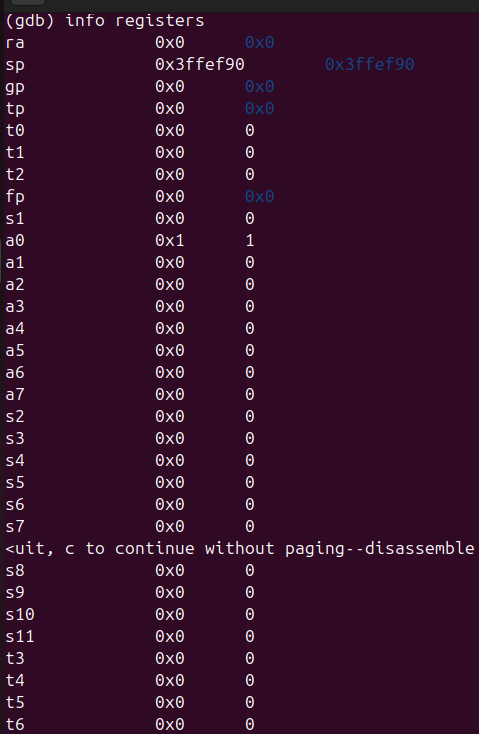 (gdb) info registers
ra 0x0 0x0
sp 0x3ffef90 0x3ffef90
gp 0x0 0x0
tp 0x0 0x0
t0 0x0 0
t1 0x0 0
t2 0x0 0
fp 0x0 0x0
s1 0x0 0
a0 0x1 1
a1 0x0 0
a2 0x0 0
a3 0x0 0
a4 0x0 0
a5 0x0 0
a6 0x0 0
a7 0x0 0
s2 0x0 0
s3 0x0 0
s4 0x0 0
s5 0x0 0
s6 0x0 0
s7 0x0 0
<uit, c to continue without paging--disassemble
s8 0x0 0
s9 0x0 0
s10 0x0 0
s11 0x0 0
t3 0x0 0
t4 0x0 0
t5 0x0 0
t6 0x0 0